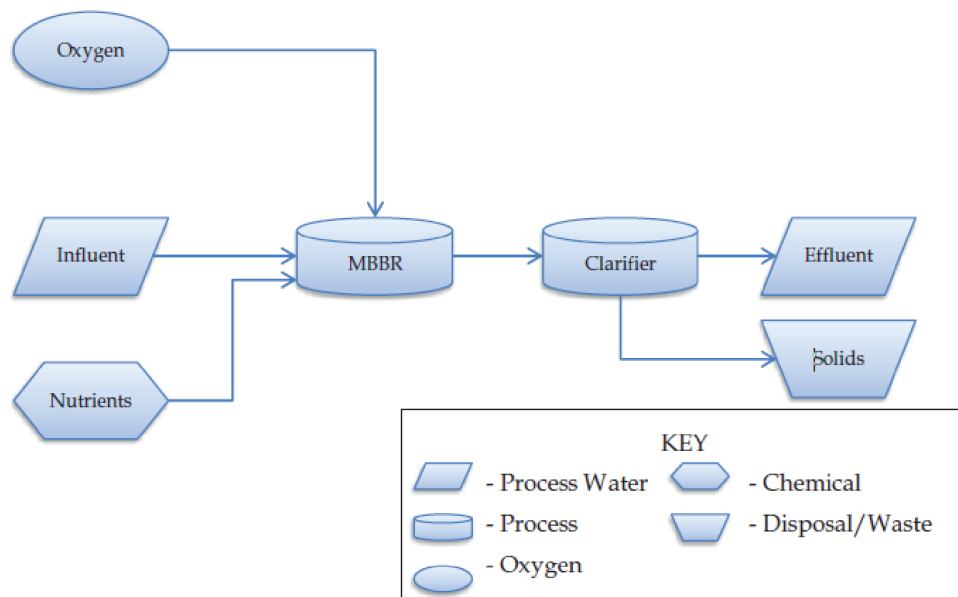 Oxygen
Influent
MBBR
Clarifier
Effluent
Solids
Nutrients
KEY
- Process Water
- Chemical
- Process
- Disposal/Waste
- Oxygen